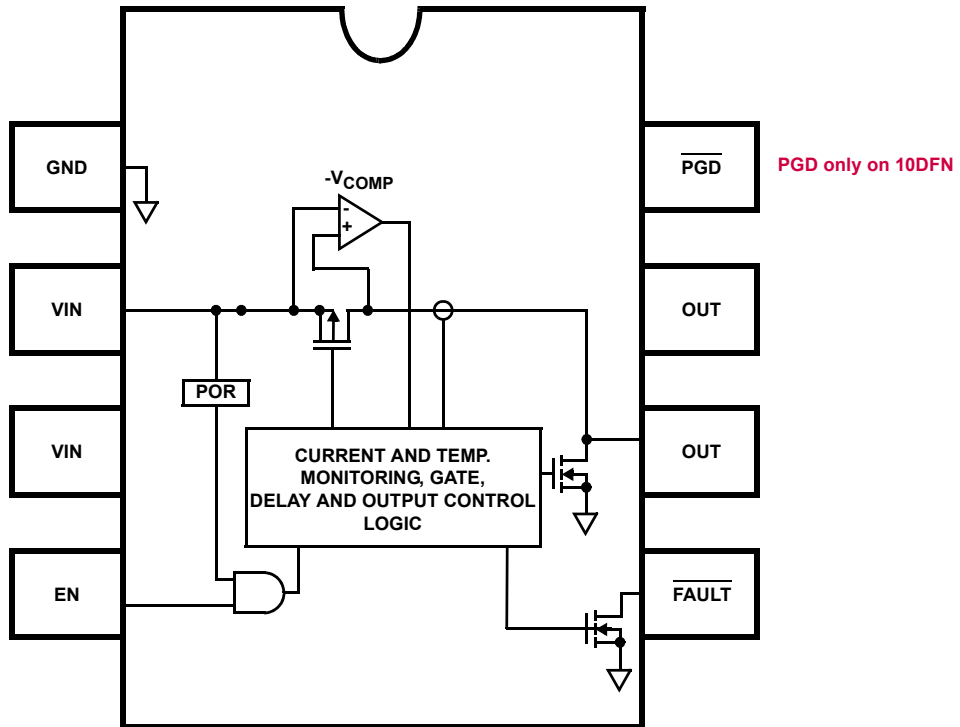 GND
PGD
PGD only on 10DFN
-VCOMP
-
+
VIN
OUT
POR
VIN
OUT
CURRENT AND TEMP.
MONITORING, GATE,
DELAY AND OUTPUT CONTROL
LOGIC
EN
FAULT